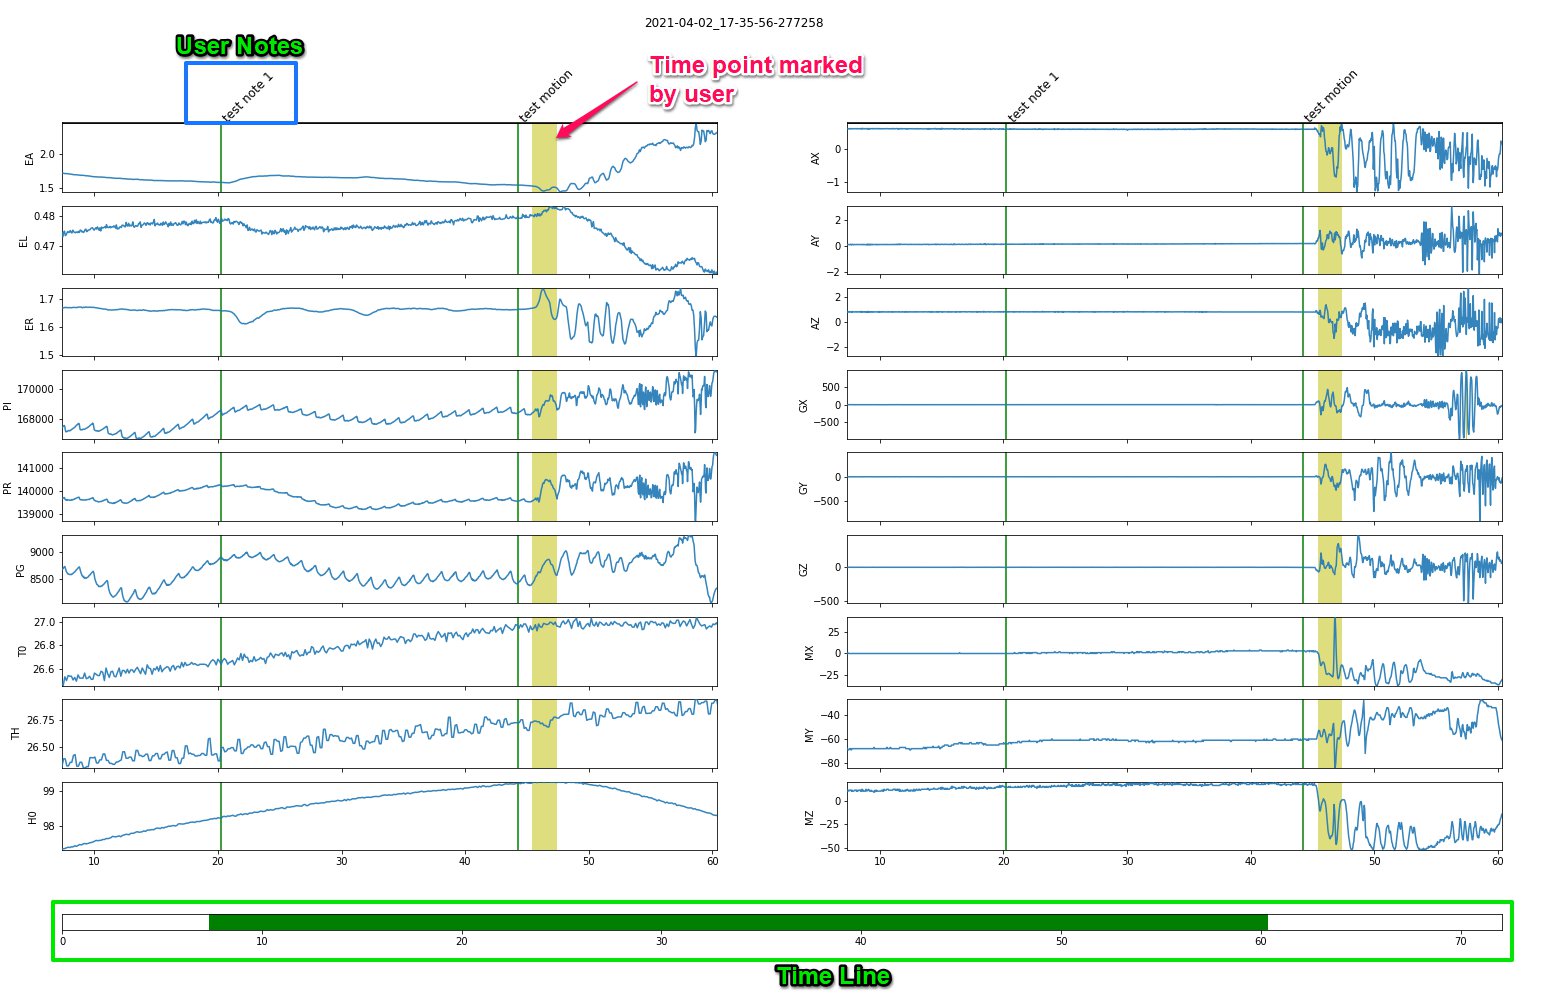 2021-04-02_17-35-56-277258
User Notes
Time point marked
by user
test note 1
test motion
test note 1
test motion
EA
2.0
1.5
AX
0
−1
EL
0.48
0.47
10 20 30 40 50 60
AY
2
0
−2
ER
1.7
1.6
1.5
AZ
2
0
−2
PI
170000
168000
GX
500
0
−500
PR
141000
140000
139000
GY
0
−500
PG
9000
8500
GZ
0
−500
T0
27.0
26.8
26.6
MX
25
0
−25
TH
26.75
26.50
MY
−40
−60
−80
H0
99
98
10 20 30 40 50 60
MZ
0
−25
−50
10 20 30 40 50 60
0 10 20 30 40 50 60 70
Time Line